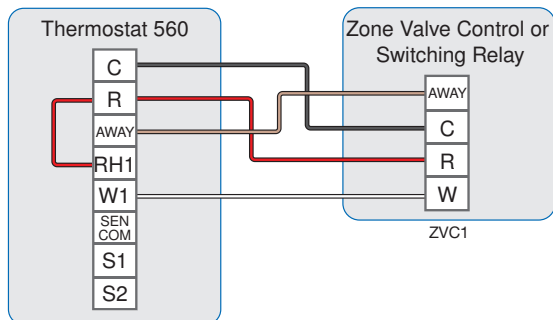 Thermostat 560
C
R
AWAY
RH1
W1
SEN
COM
S1
S2
Zone Valve Control or
Switching Relay
AWAY
C
R
W
ZVC1